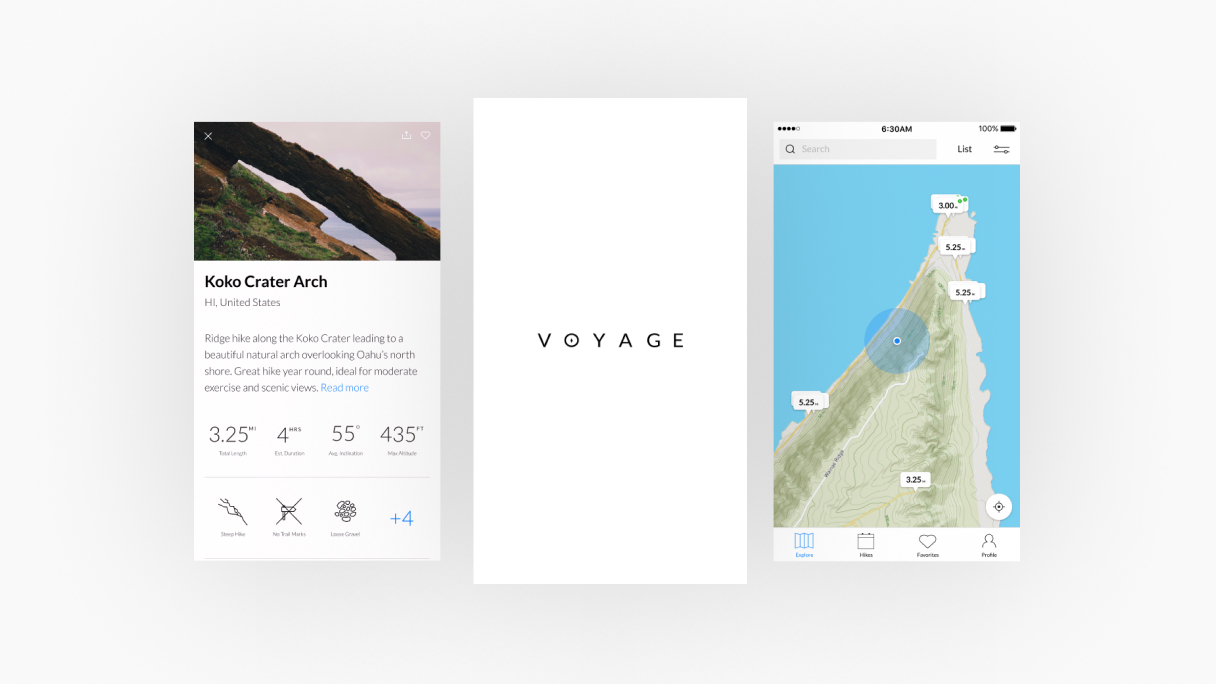 Koko Crater Arch
HI, United States
Ridge hike along the Koko Crater leading to a
beautiful natural arch overlooking Oahu's north
shore. Great hike year round, ideal for moderate
exercise and scenic views. Read more
3.25 MI
Total Length
4 HRS
Est. Duration
55°
Avg. Inclination
435 FT
Max Altitude
Steep Hike
No Trail Marks
Loose Gravel
+4
VOYAGE
6:30AM
100%
Search
List
3.00
5.25
5.25
5.25
3.25
Explore
Hikes
Favorites
Profile